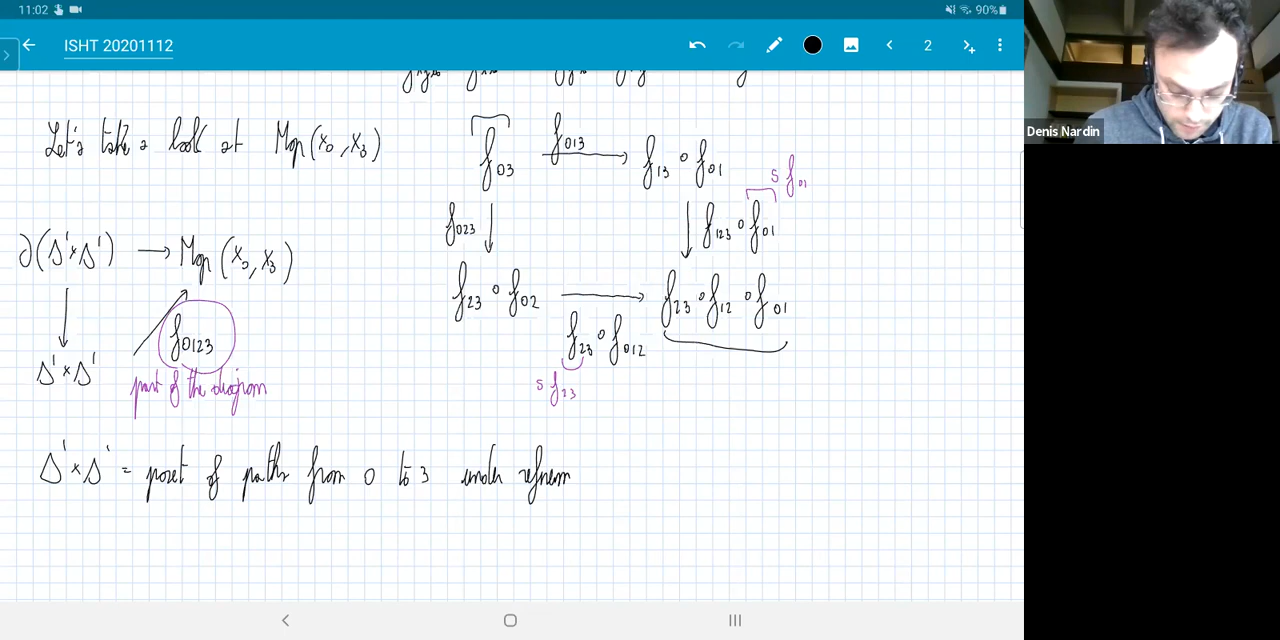 11:02 90%
ISHT 20201112 2
Denis Nardin
Let's take a look at Map(x₀, x₃)
f₀₃ f₀₁₃ f₁₃ ∘ f₀₁
s f₀₁
f₀₂₃ f₁₂₃ ∘ f₀₁
∂(Δ¹×Δ¹) → Map(x₀, x₃)
f₂₃ ∘ f₀₂ → f₂₃ ∘ f₁₂ ∘ f₀₁
f₀₁₂₃ f₂₃ ∘ f₀₁₂
Δ¹×Δ¹
part of the diagram s f₂₃
Δ¹×Δ¹ = poset of paths from 0 to 3 under refinem